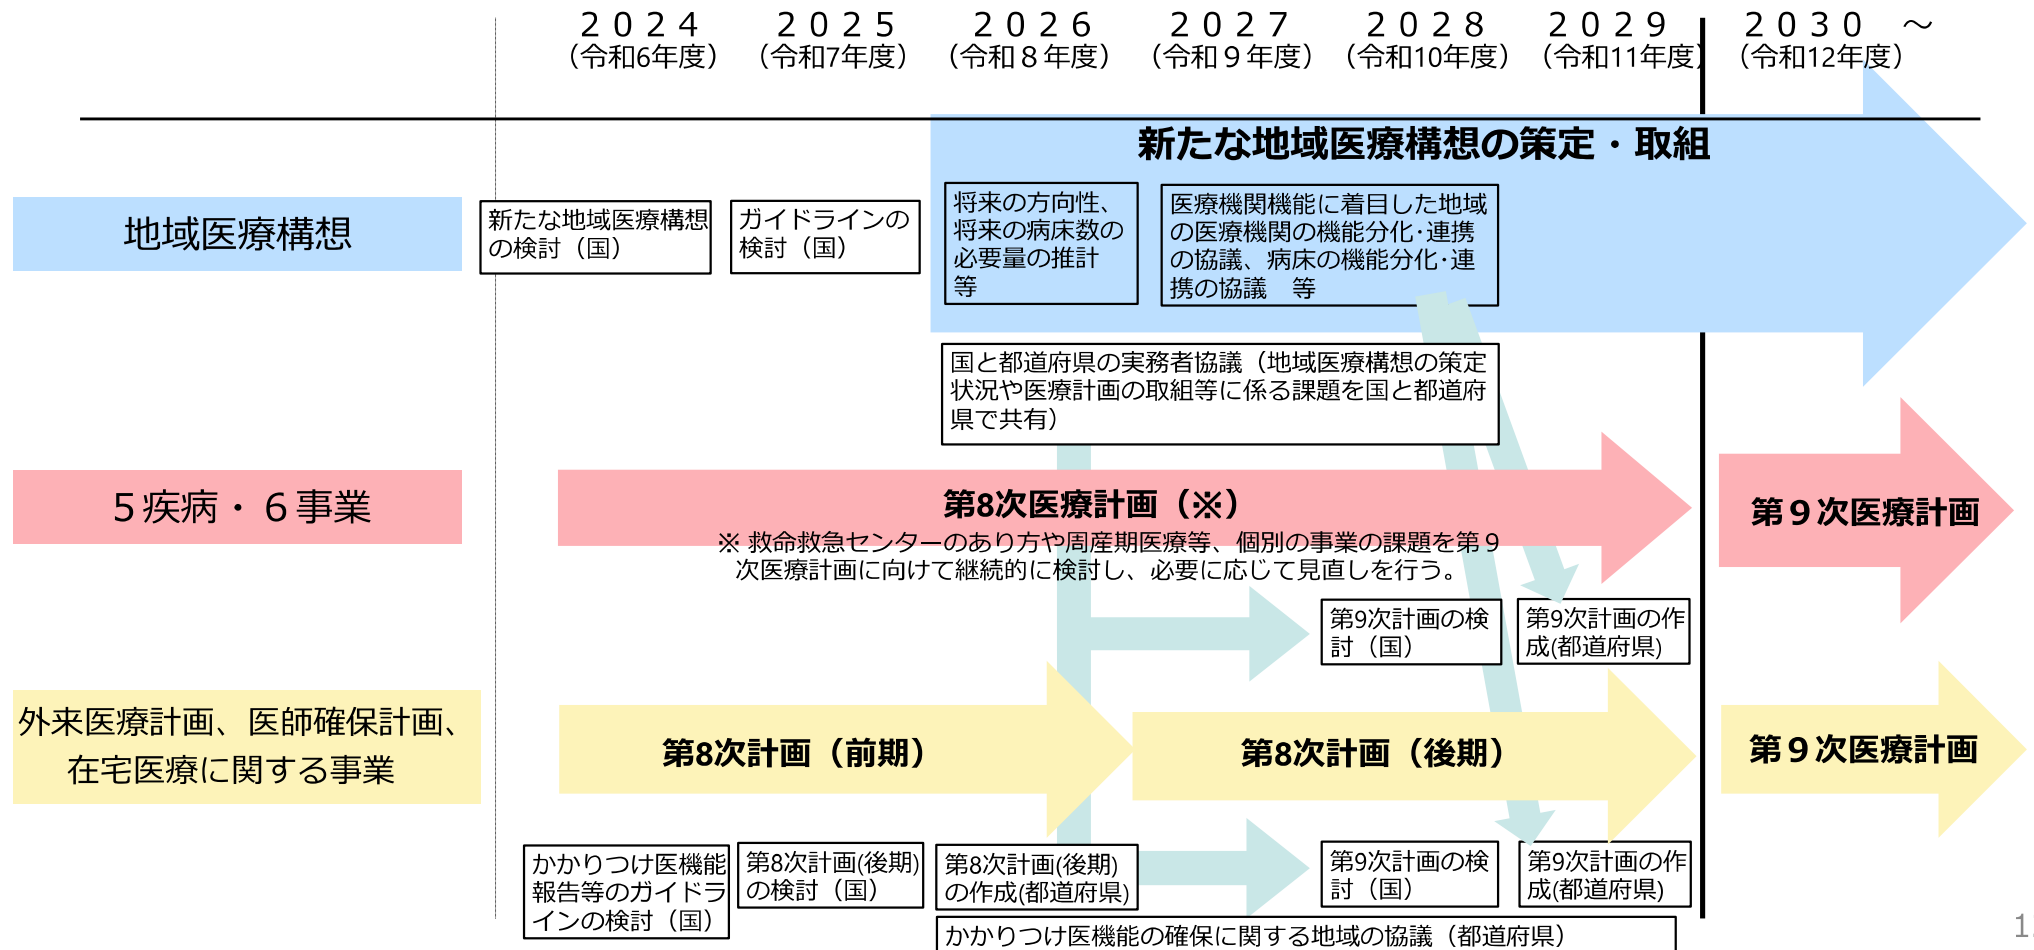 ２０２４
（令和6年度）
２０２５
（令和7年度）
２０２６
（令和８年度）
２０２７
（令和９年度）
２０２８
（令和10年度）
２０２９
（令和11年度）
２０３０　～
（令和12年度）
新たな地域医療構想の策定・取組
地域医療構想
新たな地域医療構想
の検討（国）
ガイドラインの
検討（国）
将来の方向性、
将来の病床数の
必要量の推計
等
医療機関機能に着目した地域
の医療機関の機能分化･連携
の協議、病床の機能分化･連
携の協議　等
国と都道府県の実務者協議（地域医療構想の策定
状況や医療計画の取組等に係る課題を国と都道府
県で共有）
５疾病・６事業
第8次医療計画（※）
※ 救命救急センターのあり方や周産期医療等、個別の事業の課題を第９
次医療計画に向けて継続的に検討し、必要に応じて見直しを行う。
第９次医療計画
第9次計画の検
討（国）
第9次計画の作
成(都道府県)
外来医療計画、医師確保計画、
在宅医療に関する事業
第8次計画（前期）
第8次計画（後期）
第９次医療計画
かかりつけ医機能
報告等のガイドラ
インの検討（国）
第8次計画(後期)
の検討（国）
第8次計画(後期)
の作成(都道府県)
第9次計画の検
討（国）
第9次計画の作
成(都道府県)
かかりつけ医機能の確保に関する地域の協議（都道府県）